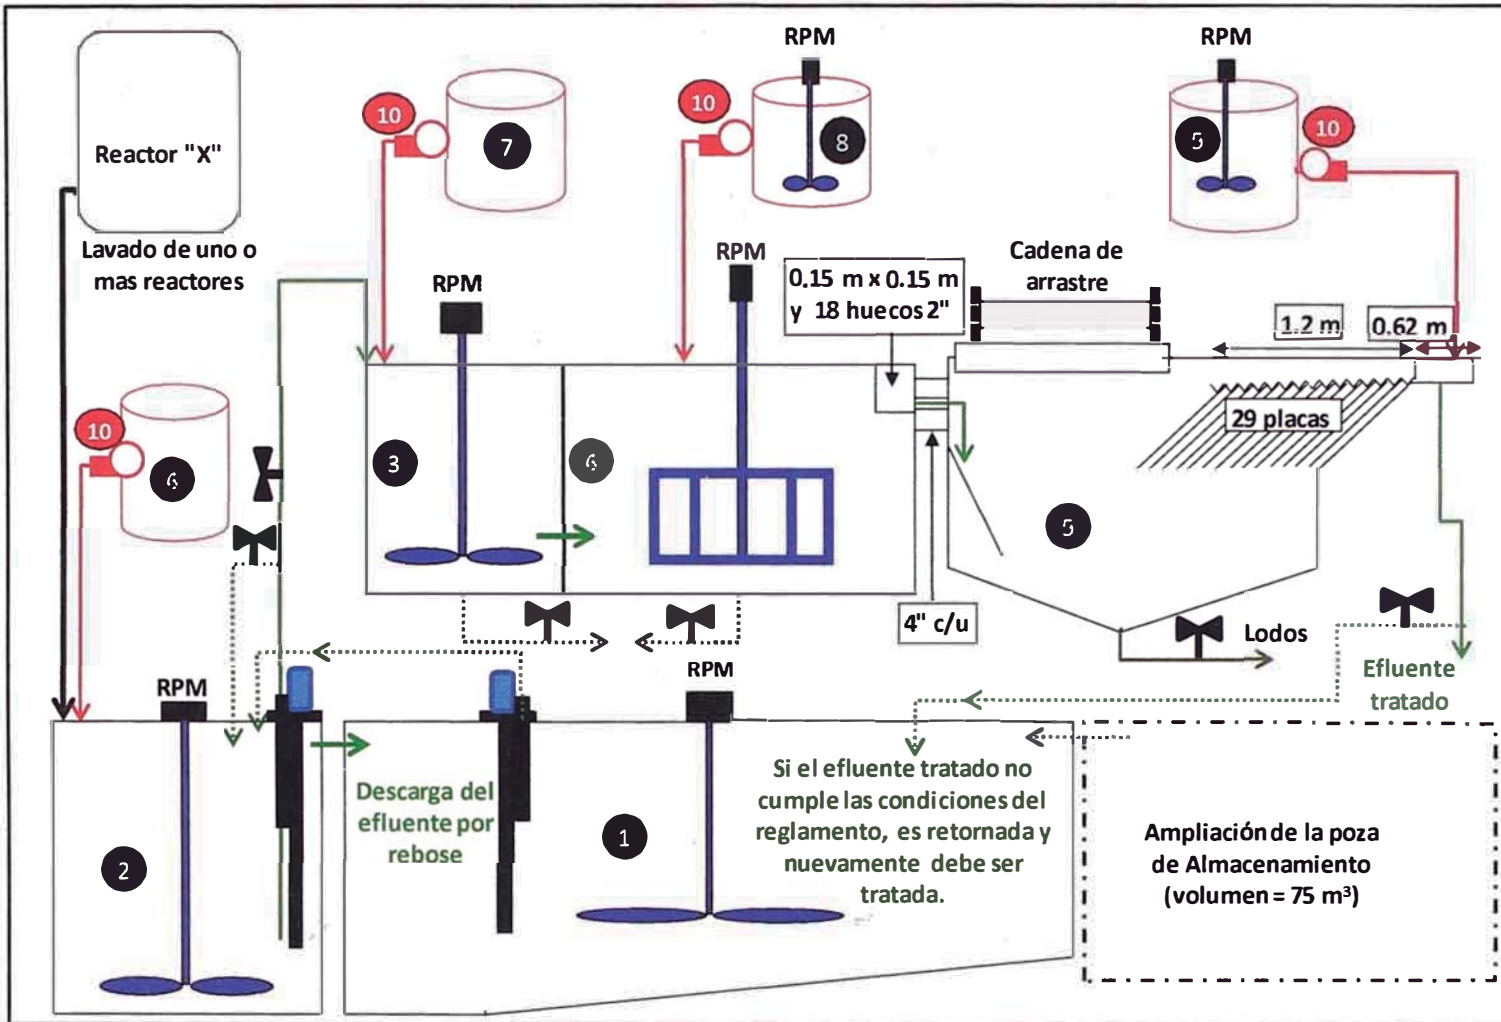 RPM
RPM
10
7
10
8
5
10
Reactor "X"
Lavado de uno o
mas reactores
RPM
RPM
0.15 m x 0.15 m
y 18 huecos 2"
Cadena de
arrastre
1.2 m
0.62 m
29 placas
10
6
3
6
5
4" c/u
Lodos
Efluente
tratado
RPM
RPM
Descarga del
efluente por
rebose
2
1
Si el efluente tratado no
cumple las condiciones del
reglamento, es retornada y
nuevamente debe ser
tratada.
Ampliación de la poza
de Almacenamiento
(volumen = 75 m³)